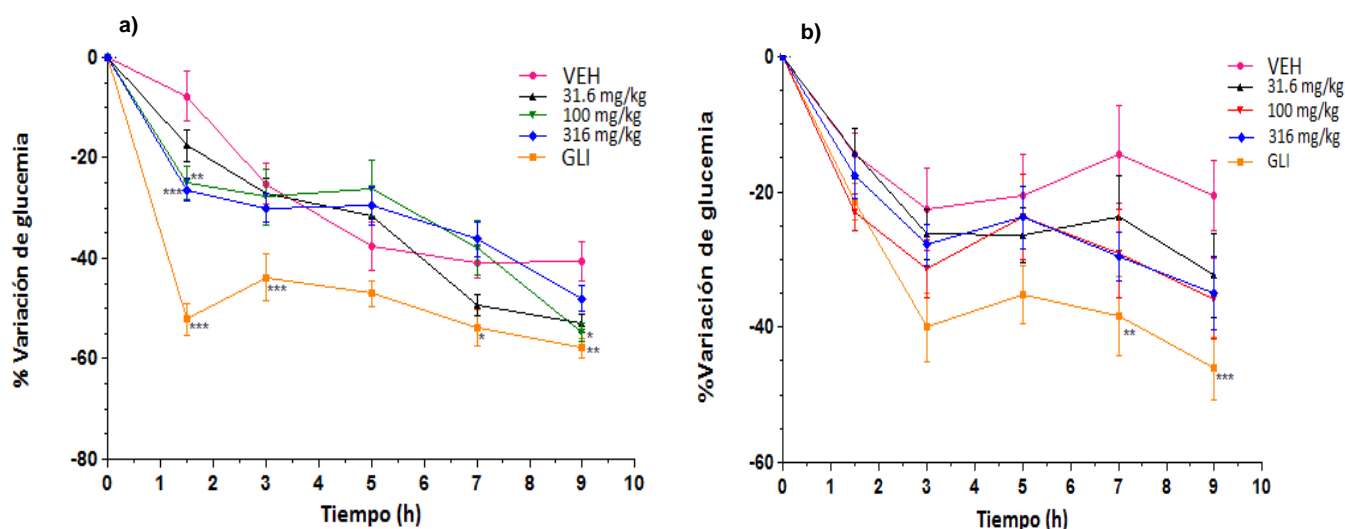 a)
% Variación de glucemia
0
-20
-40
-60
-80
0 1 2 3 4 5 6 7 8 9 10
Tiempo (h)
VEH
31.6 mg/kg
100 mg/kg
316 mg/kg
GLI
**
***
***
***
*
*
**
b)
%Variación de glucemia
0
-20
-40
-60
0 1 2 3 4 5 6 7 8 9 10
Tiempo (h)
VEH
31.6 mg/kg
100 mg/kg
316 mg/kg
GLI
**
***